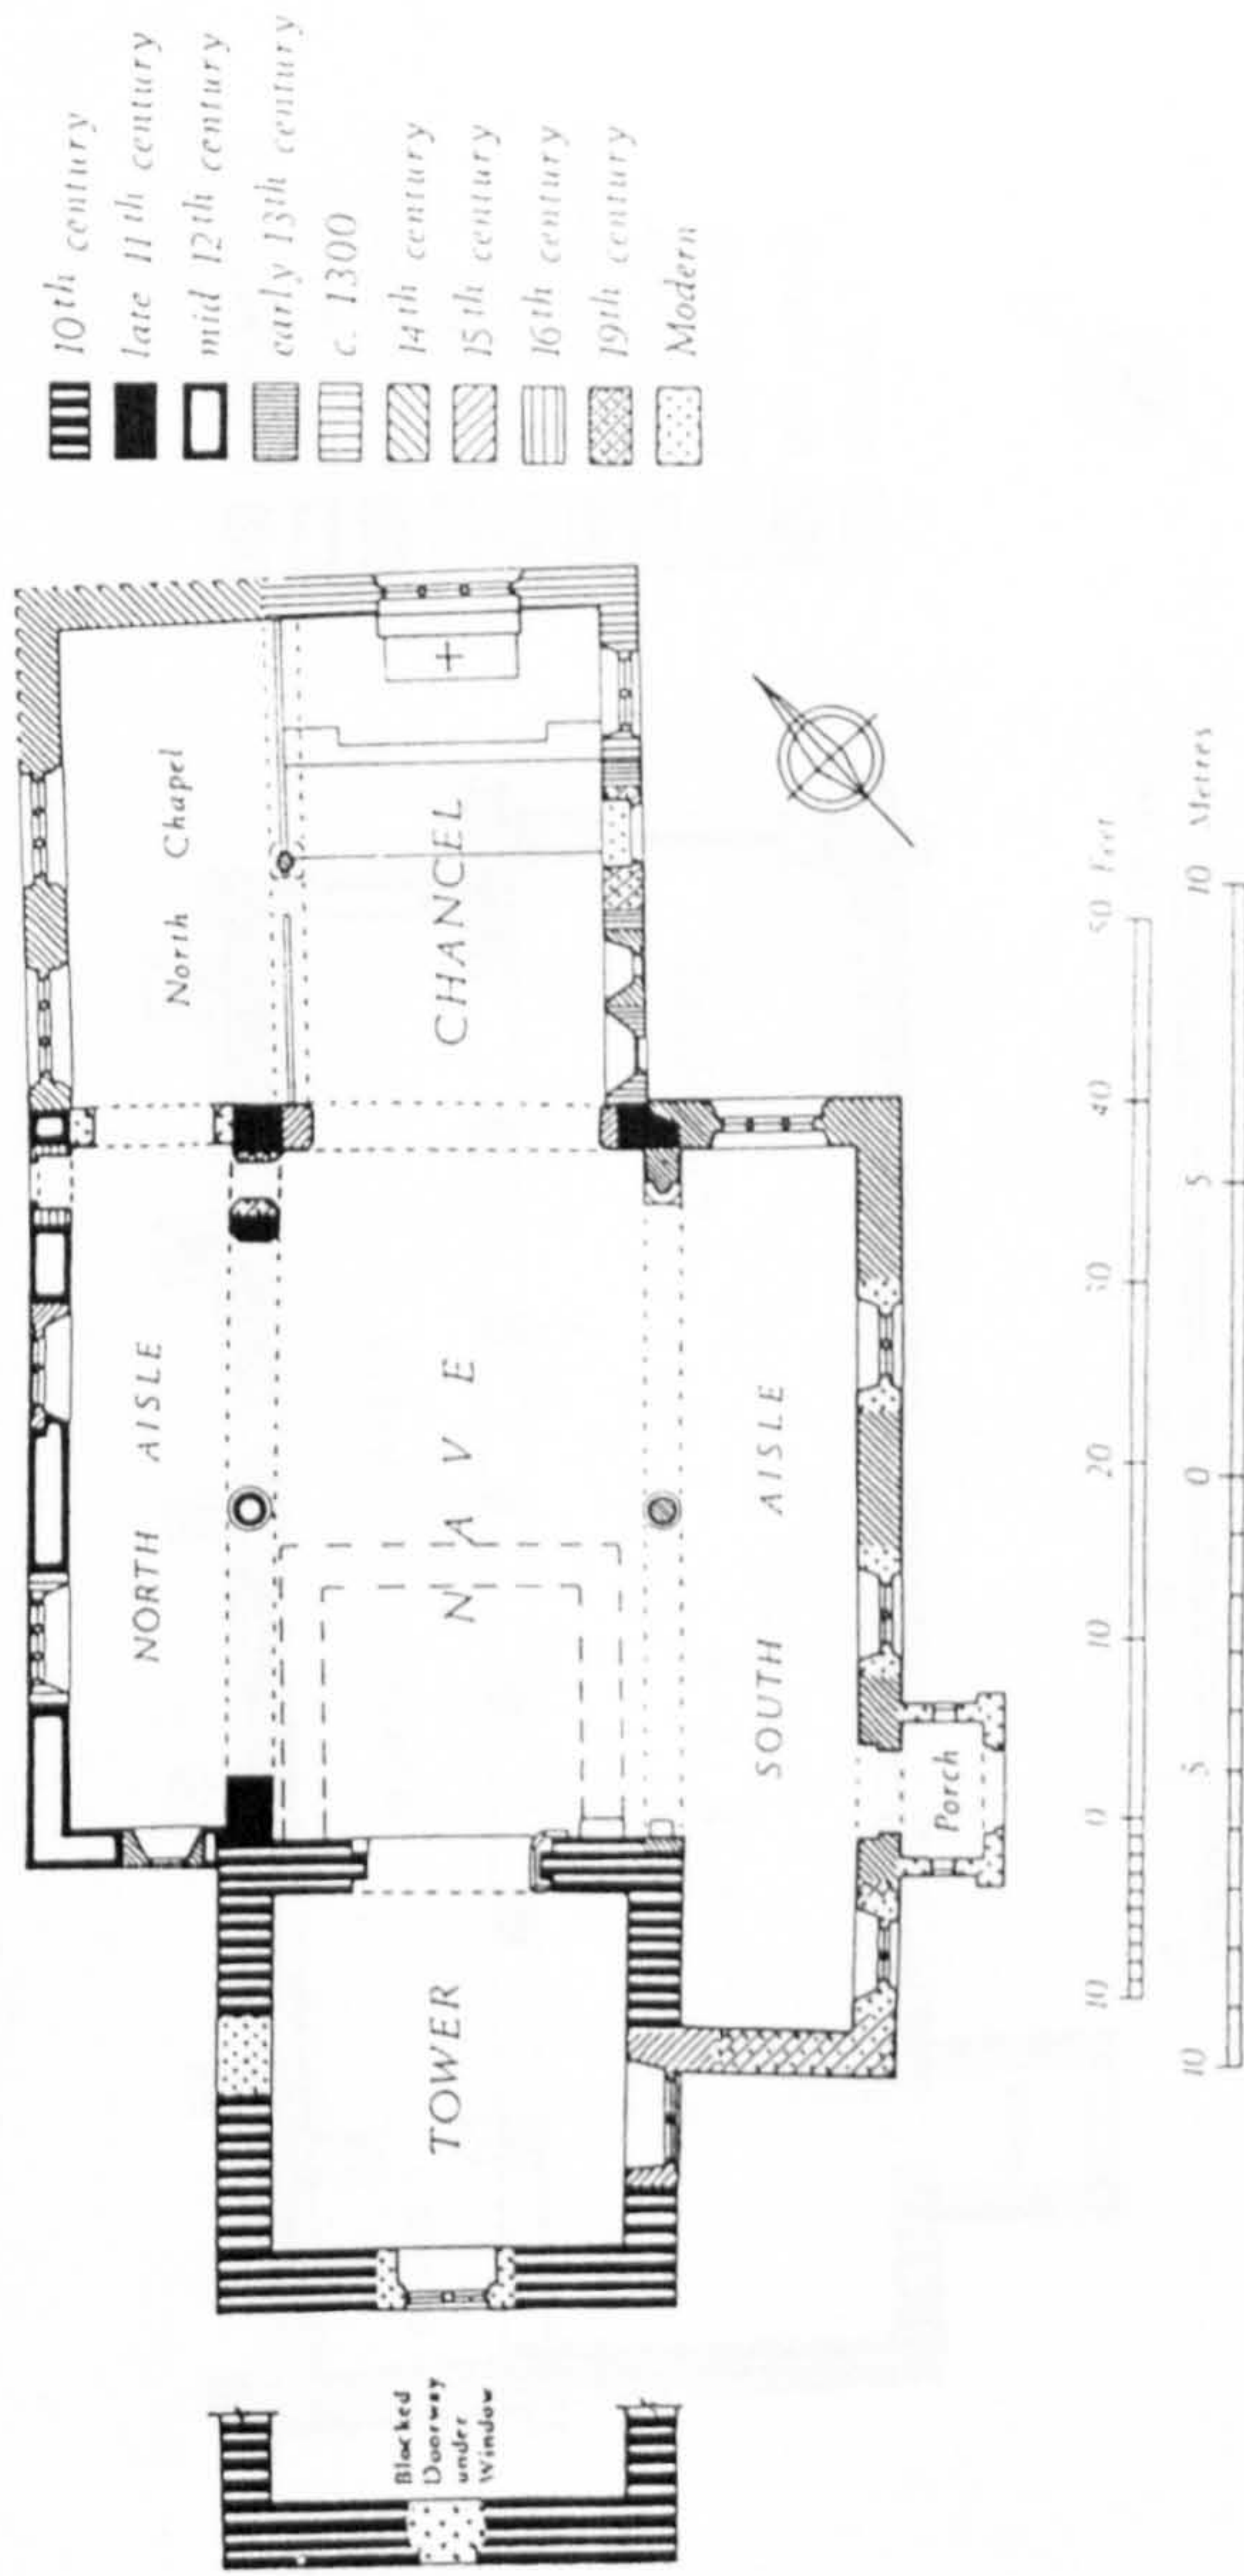 10th century
late 11th century
mid 12th century
early 13th century
c. 1300
14th century
15th century
16th century
19th century
Modern
North Chapel
CHANCEL
NORTH AISLE
NAVE
SOUTH AISLE
TOWER
Porch
Blocked
Doorway
under
Window
10 0 10 20 30 40 50 Feet
10 5 0 5 10 Metres